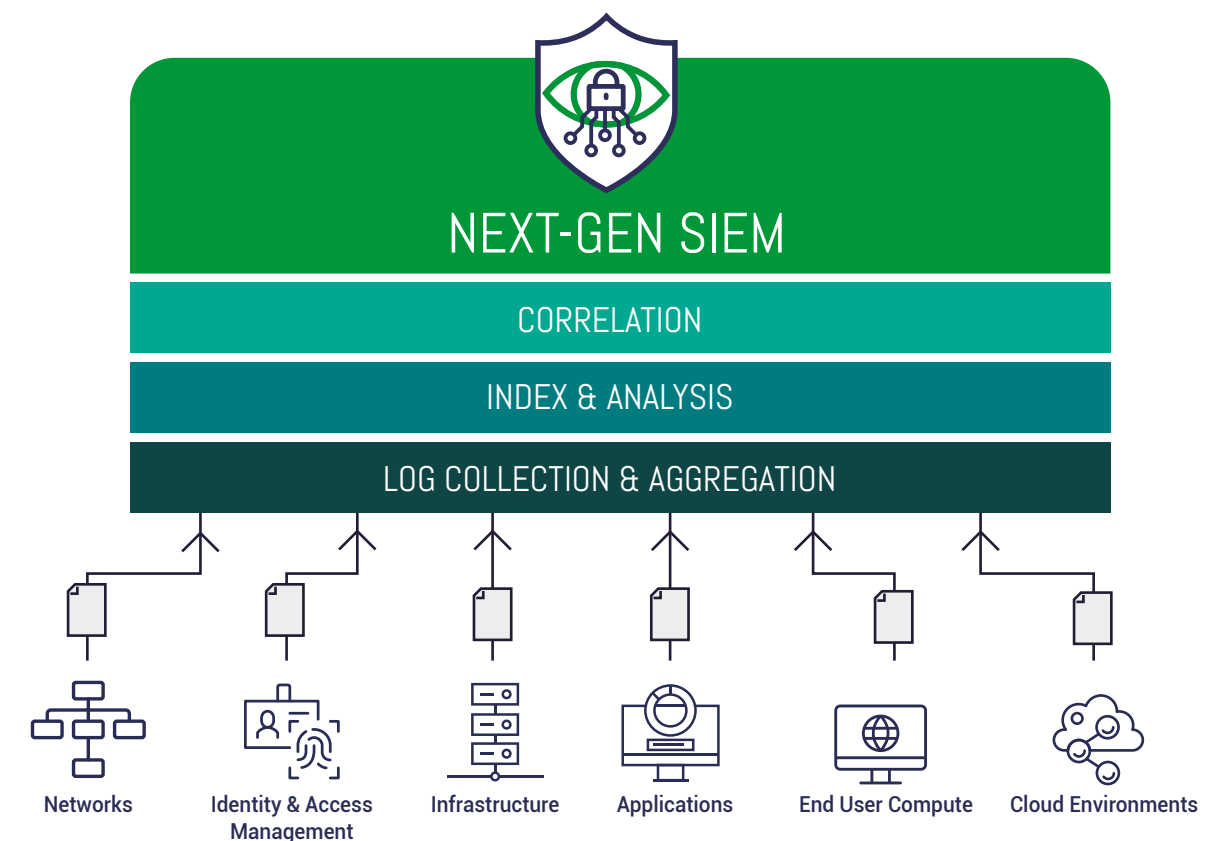 NEXT-GEN SIEM
CORRELATION
INDEX & ANALYSIS
LOG COLLECTION & AGGREGATION
Networks
Identity & Access
Management
Infrastructure
Applications
End User Compute
Cloud Environments